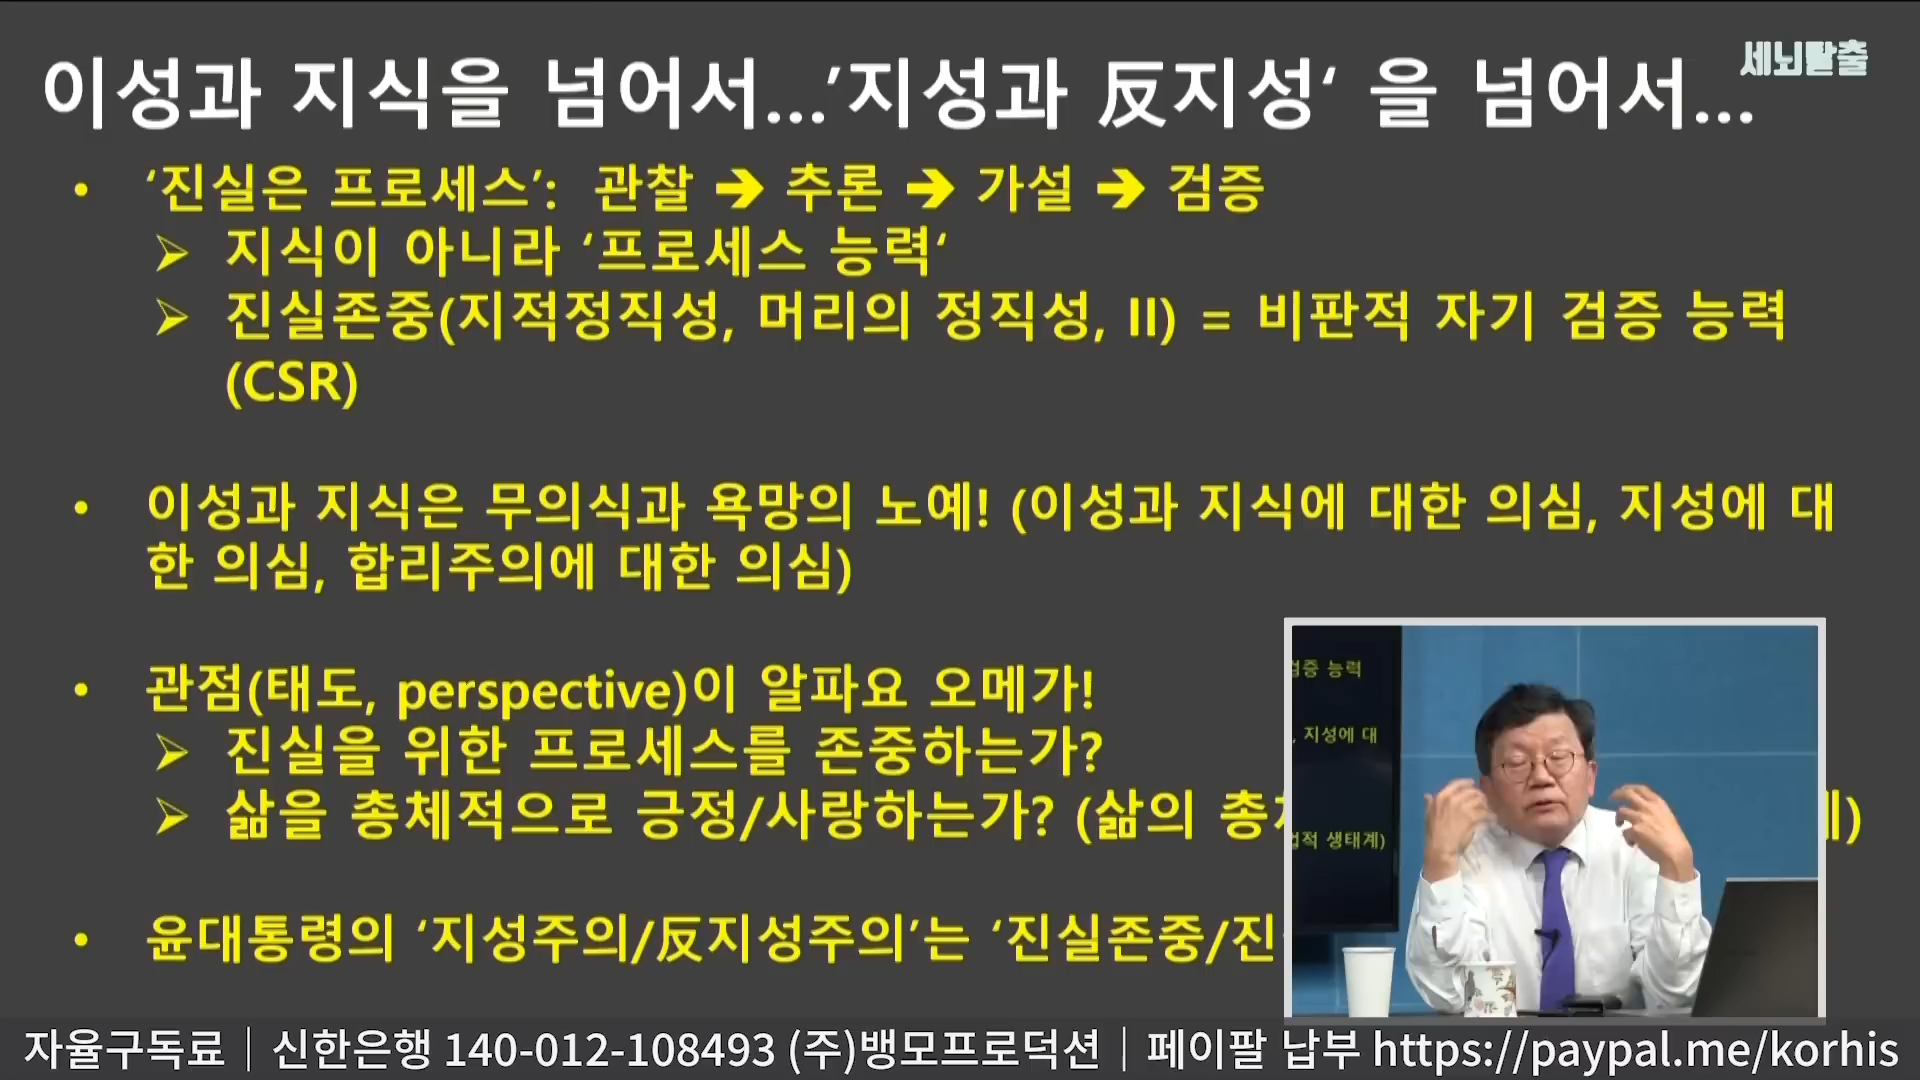 세뇌탈출
이성과 지식을 넘어서...’지성과 反지성‘ 을 넘어서...
• ‘진실은 프로세스’: 관찰 ➔ 추론 ➔ 가설 ➔ 검증
➢ 지식이 아니라 ‘프로세스 능력‘
➢ 진실존중(지적정직성, 머리의 정직성, II) = 비판적 자기 검증 능력
(CSR)
• 이성과 지식은 무의식과 욕망의 노예! (이성과 지식에 대한 의심, 지성에 대
한 의심, 합리주의에 대한 의심)
• 관점(태도, perspective)이 알파요 오메가!
➢ 진실을 위한 프로세스를 존중하는가?
➢ 삶을 총체적으로 긍정/사랑하는가? (삶의
• 윤대통령의 ‘지성주의/反지성주의’는 ‘진실존중/진
검증 능력
, 지성에 대
적 생태계)
자율구독료│신한은행 140-012-108493 (주)뱅모프로덕션│페이팔 납부 https://paypal.me/korhis